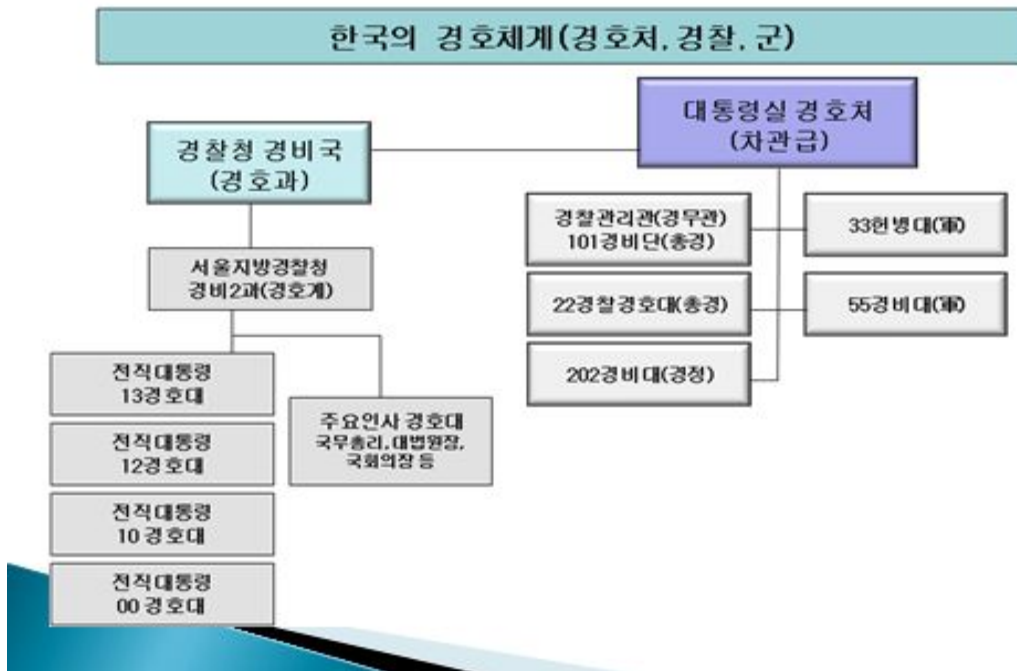 한국의 경호체계(경호처, 경찰, 군)
대통령실 경호처
(차관급)
경찰청 경비국
(경호과)
경찰관리관(경무관)
101경비단(총경)
33헌병대(軍)
서울지방경찰청
경비2과(경호계)
22경찰경호대(총경)
55경비대(軍)
202경비대(경정)
전직대통령
13경호대
주요인사 경호대
국무총리, 대법원장,
국회의장 등
전직대통령
12경호대
전직대통령
10 경호대
전직대통령
00 경호대